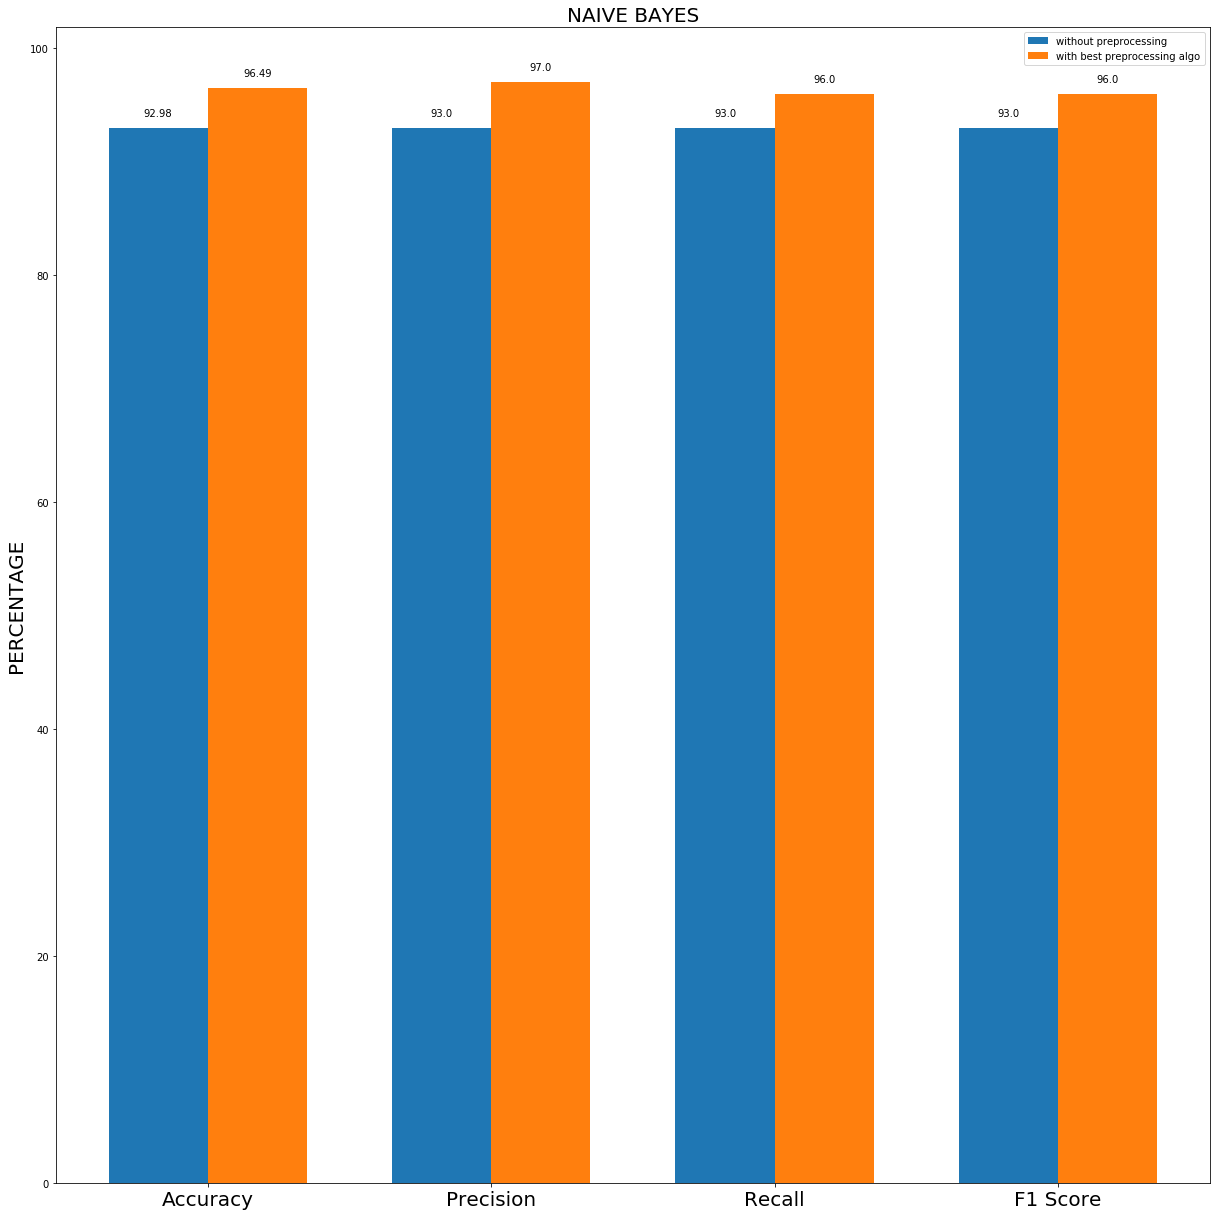 NAIVE BAYES
without preprocessing
with best preprocessing algo
PERCENTAGE
100
80
60
40
20
0
92.98
96.49
93.0
97.0
93.0
96.0
93.0
96.0
Accuracy
Precision
Recall
F1 Score